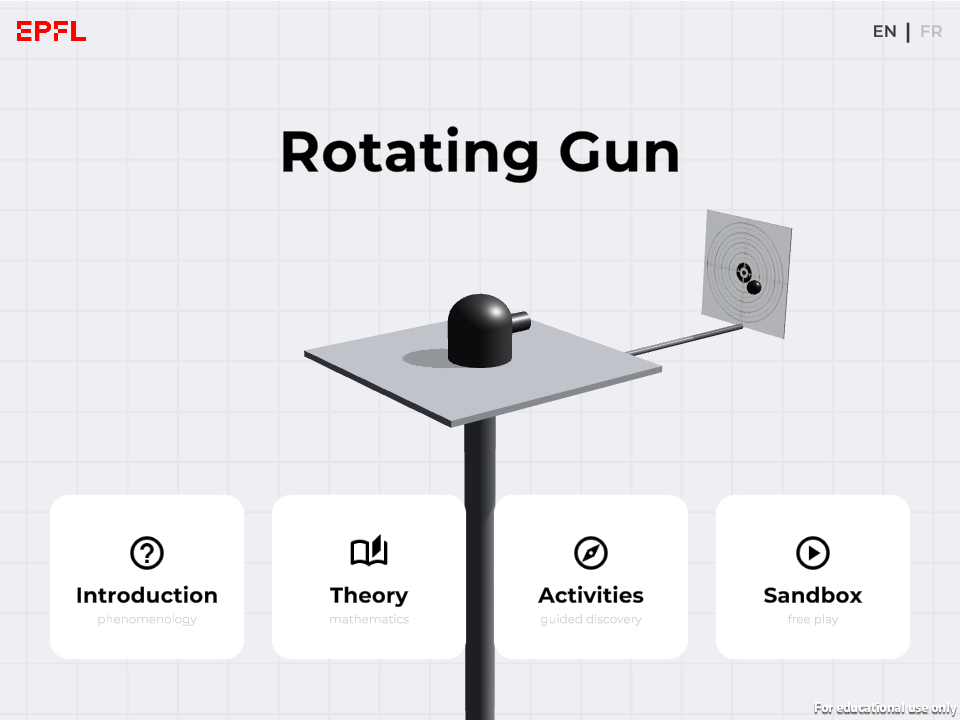 EPFL
EN | FR
Rotating Gun
Introduction
phenomenology
Theory
mathematics
Activities
guided discovery
Sandbox
free play
For educational use only